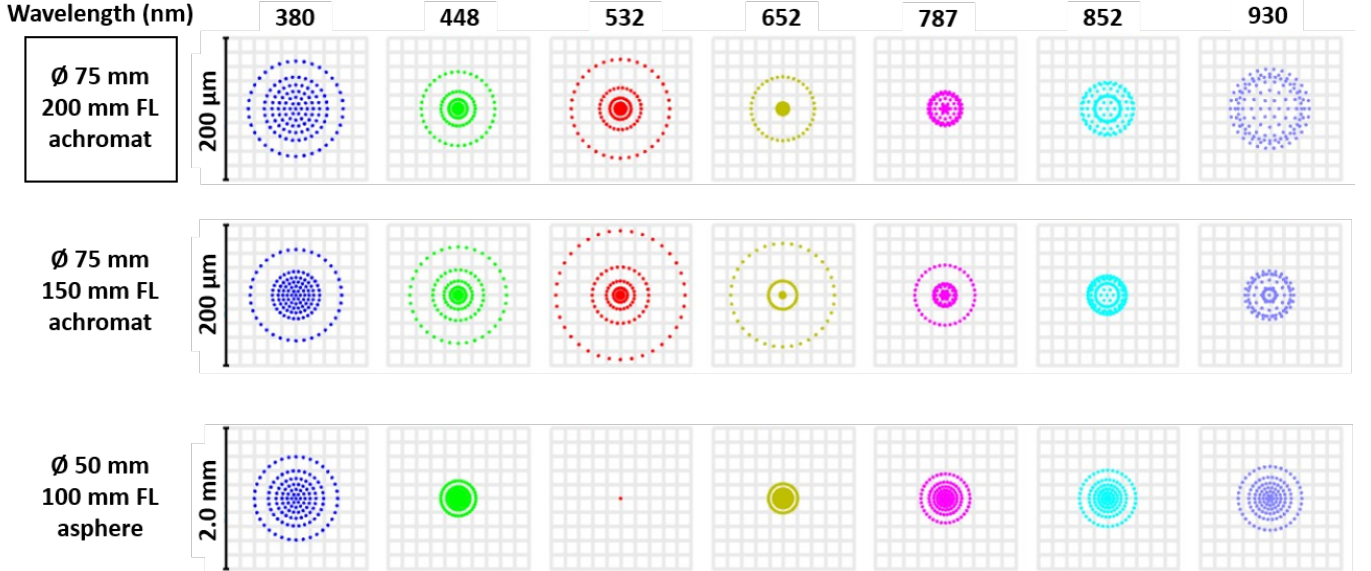 Wavelength (nm) 380 448 532 652 787 852 930
Ø 75 mm
200 mm FL
achromat
200 µm
Ø 75 mm
150 mm FL
achromat
200 µm
Ø 50 mm
100 mm FL
asphere
2.0 mm